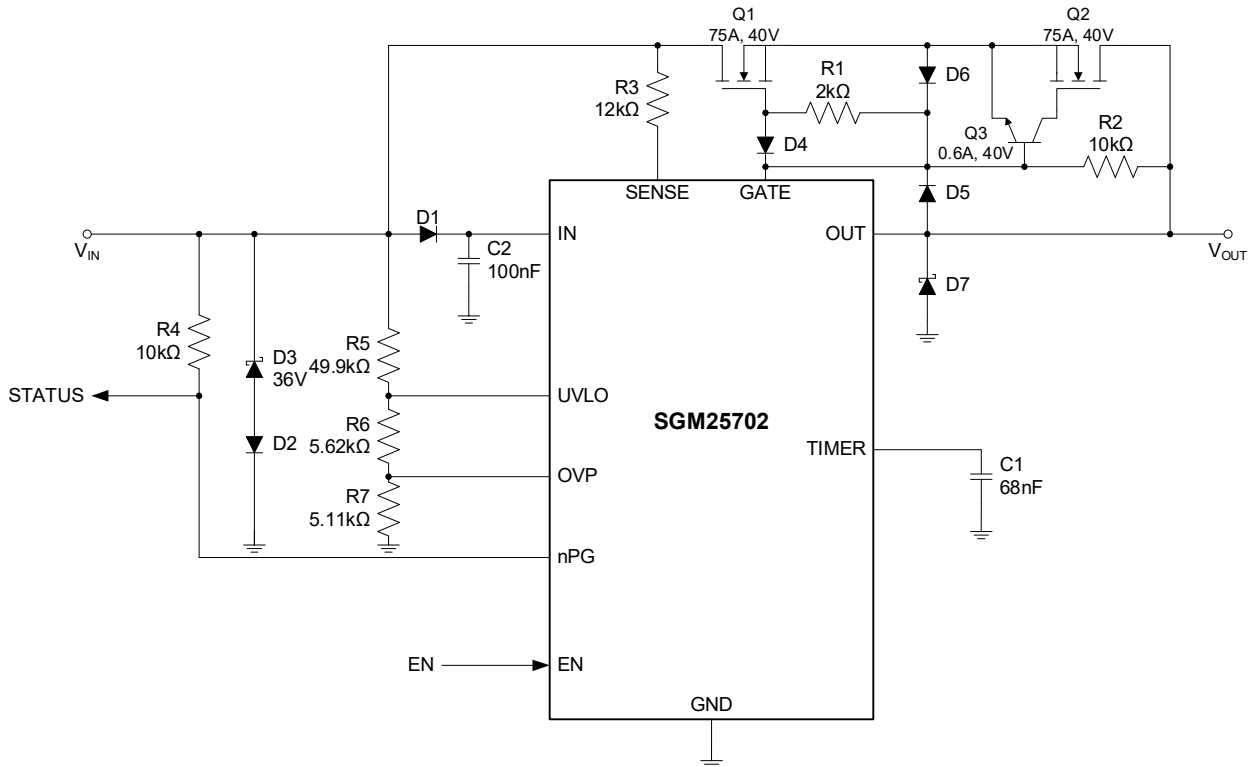 Q1
75A, 40V
Q2
75A, 40V
R3
12kΩ
R1
2kΩ
D6
D4
Q3
0.6A, 40V
R2
10kΩ
SENSE
GATE
D5
D1
VIN
IN
OUT
VOUT
C2
100nF
D7
R4
10kΩ
D3
36V
R5
49.9kΩ
STATUS
UVLO
SGM25702
D2
R6
5.62kΩ
TIMER
C1
68nF
OVP
R7
5.11kΩ
nPG
EN
EN
GND